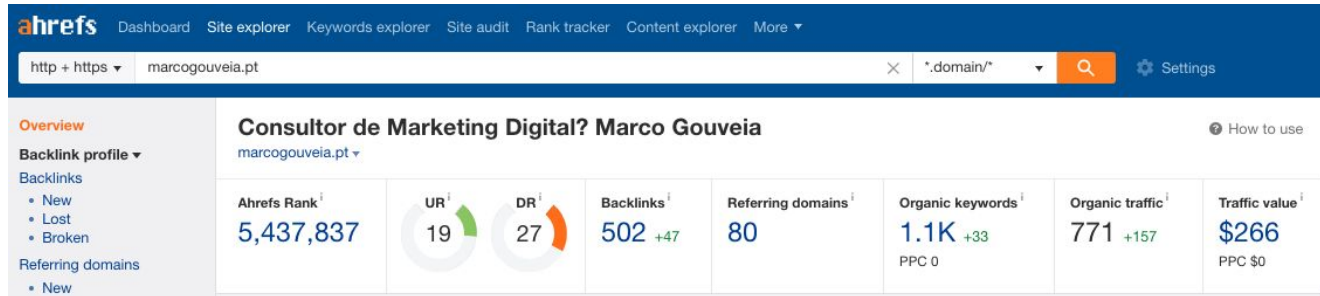 ahrefs Dashboard Site explorer Keywords explorer Site audit Rank tracker Content explorer More
http + https marcogouveia.pt *.domain/* Settings
Overview
Backlink profile
Backlinks
• New
• Lost
• Broken
Referring domains
• New
Consultor de Marketing Digital? Marco Gouveia
How to use
marcogouveia.pt
Ahrefs Rank i
5,437,837
UR i
19
DR i
27
Backlinks i
502 +47
Referring domains i
80
Organic keywords i
1.1K +33
PPC 0
Organic traffic i
771 +157
Traffic value i
$266
PPC $0